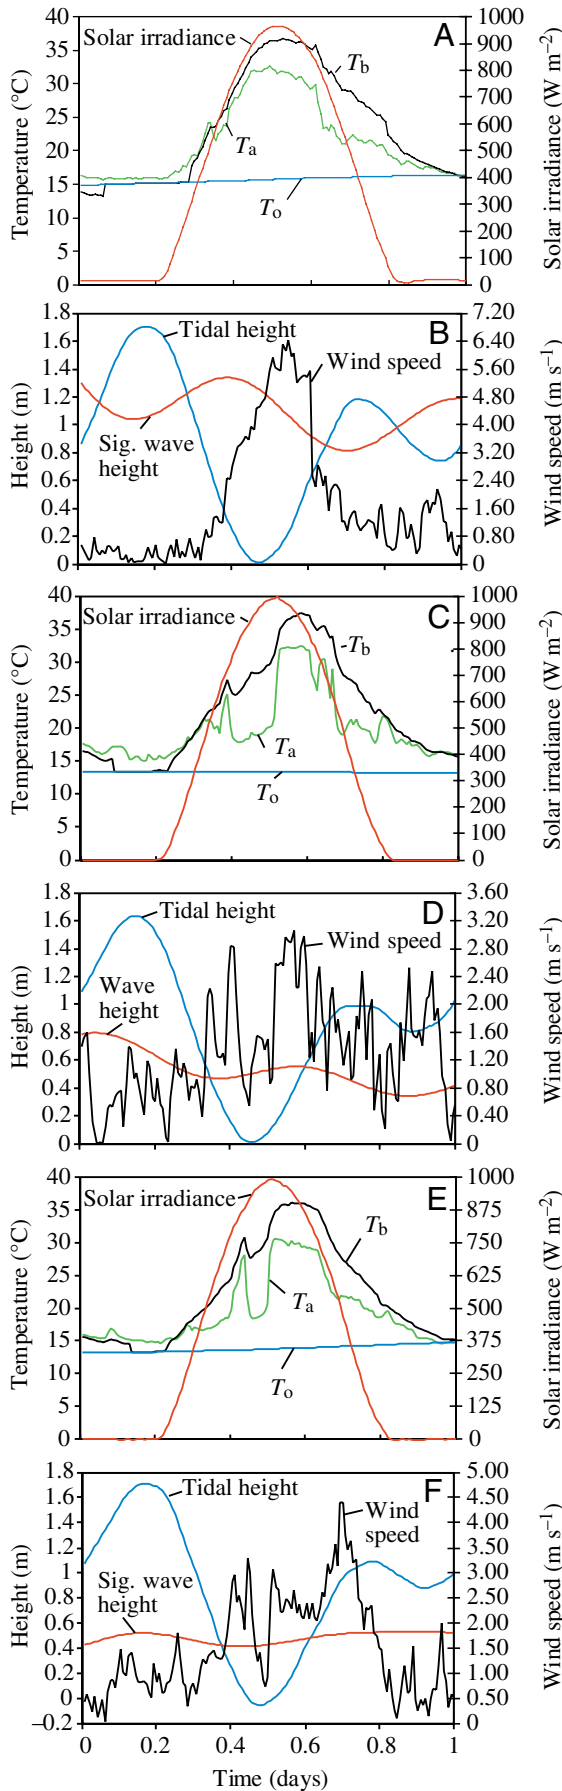 A
Solar irradiance
Tb
Ta
To
Temperature (°C)
40
35
30
25
20
15
10
5
0
Solar irradiance (W m–2)
1000
900
800
700
600
500
400
300
200
100
0
B
Tidal height
Wind speed
Sig. wave
height
Height (m)
1.8
1.6
1.4
1.2
1
0.8
0.6
0.4
0.2
0
Wind speed (m s–1)
7.20
6.40
5.60
4.80
4.00
3.20
2.40
1.60
0.80
0
C
Solar irradiance
Tb
Ta
To
Temperature (°C)
40
35
30
25
20
15
10
5
0
Solar irradiance (W m–2)
1000
900
800
700
600
500
400
300
200
100
0
D
Tidal height
Wind speed
Wave
height
Height (m)
1.8
1.6
1.4
1.2
1
0.8
0.6
0.4
0.2
0
Wind speed (m s–1)
3.60
3.20
2.80
2.40
2.00
1.60
1.20
0.80
0.40
0
E
Solar irradiance
Tb
Ta
To
Temperature (°C)
40
35
30
25
20
15
10
5
0
Solar irradiance (W m–2)
1000
875
750
625
500
375
250
125
0
F
Tidal height
Wind
speed
Sig. wave
height
Height (m)
1.8
1.6
1.4
1.2
1
0.8
0.6
0.4
0.2
0
–0.2
Wind speed (m s–1)
5.00
4.50
4.00
3.50
3.00
2.50
2.00
1.50
1.00
0.50
0
0 0.2 0.4 0.6 0.8 1
Time (days)